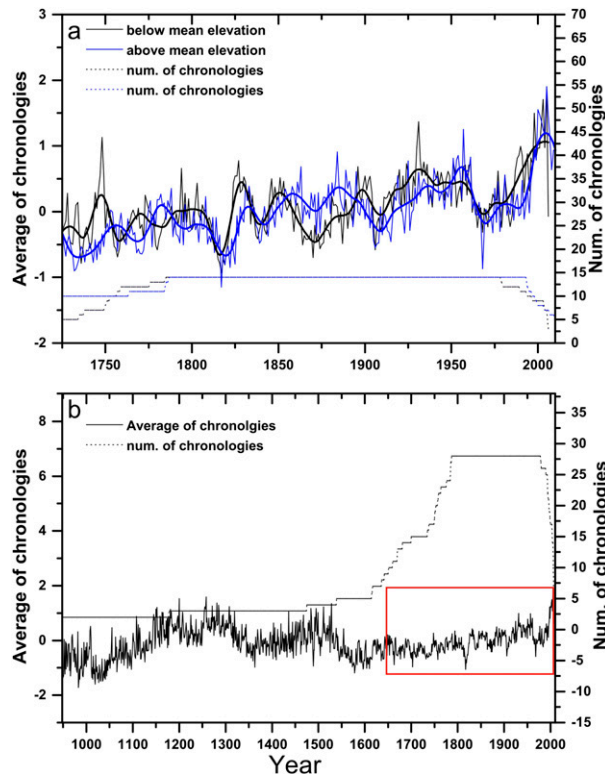 a
below mean elevation
above mean elevation
num. of chronologies
num. of chronologies
Average of chronologies
Num. of chronologies
3
2
1
0
-1
-2
70
65
60
55
50
45
40
35
30
25
20
15
10
5
0
1750 1800 1850 1900 1950 2000
b
Average of chronolgies
num. of chronologies
Average of chronologies
Num. of chronologies
8
6
4
2
0
-2
35
30
25
20
15
10
5
0
-5
-10
-15
1000 1100 1200 1300 1400 1500 1600 1700 1800 1900 2000
Year